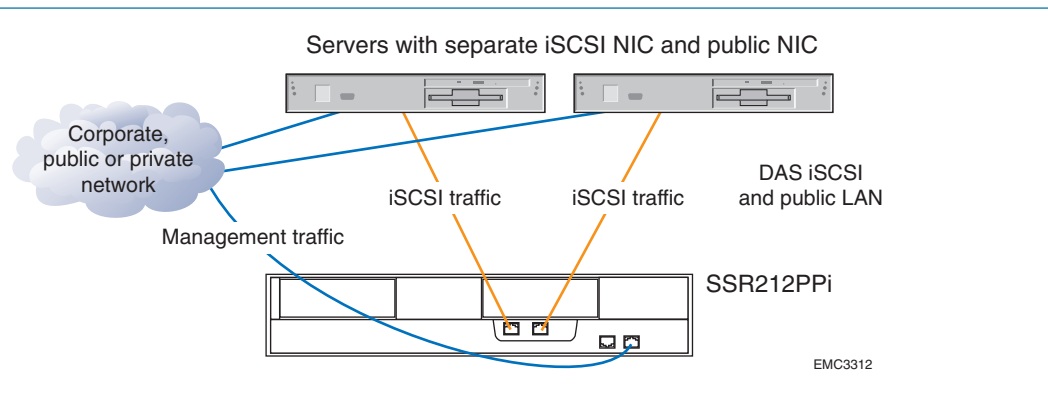 Servers with separate iSCSI NIC and public NIC
Corporate,
public or private
network
DAS iSCSI
and public LAN
iSCSI traffic
iSCSI traffic
Management traffic
SSR212PPi
EMC3312